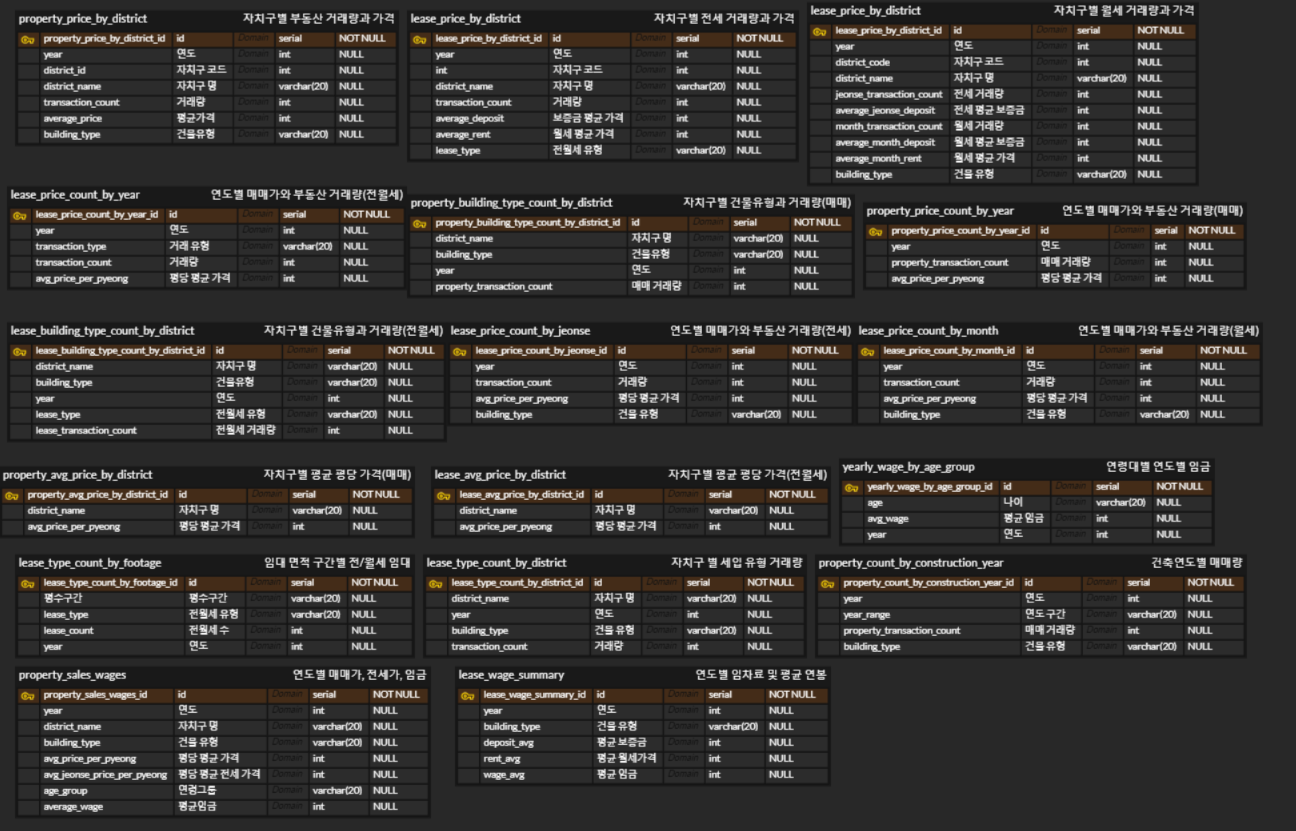 property_price_by_district 자치구별 부동산 거래량과 가격
property_price_by_district_id id Domain serial NOT NULL
year 연도 Domain int NULL
district_id 자치구 코드 Domain int NULL
district_name 자치구 명 Domain varchar(20) NULL
transaction_count 거래량 Domain int NULL
average_price 평균가격 Domain int NULL
building_type 건물유형 Domain varchar(20) NULL
lease_price_by_district 자치구별 전세 거래량과 가격
lease_price_by_district_id id Domain serial NOT NULL
year 연도 Domain int NULL
int 자치구 코드 Domain int NULL
district_name 자치구 명 Domain varchar(20) NULL
transaction_count 거래량 Domain int NULL
average_deposit 보증금 평균 가격 Domain int NULL
average_rent 월세 평균 가격 Domain int NULL
lease_type 전월세 유형 Domain varchar(20) NULL
lease_price_by_district 자치구별 월세 거래량과 가격
lease_price_by_district_id id Domain serial NOT NULL
year 연도 Domain int NULL
district_code 자치구 코드 Domain int NULL
district_name 자치구 명 Domain varchar(20) NULL
jeonse_transaction_count 전세 거래량 Domain int NULL
average_jeonse_deposit 전세 평균 보증금 Domain int NULL
month_transaction_count 월세 거래량 Domain int NULL
average_month_deposit 월세 평균 보증금 Domain int NULL
average_month_rent 월세 평균 가격 Domain int NULL
building_type 건물 유형 Domain varchar(20) NULL
lease_price_count_by_year 연도별 매매가와 부동산 거래량(전월세)
lease_price_count_by_year_id id Domain serial NOT NULL
year 연도 Domain int NULL
transaction_type 거래 유형 Domain varchar(20) NULL
transaction_count 거래량 Domain int NULL
avg_price_per_pyeong 평당 평균 가격 Domain int NULL
property_building_type_count_by_district 자치구별 건물유형과 거래량(매매)
property_building_type_count_by_district_id id Domain serial NOT NULL
district_name 자치구 명 Domain varchar(20) NULL
building_type 건물유형 Domain varchar(20) NULL
year 연도 Domain int NULL
property_transaction_count 매매 거래량 Domain int NULL
property_price_count_by_year 연도별 매매가와 부동산 거래량(매매)
property_price_count_by_year_id id Domain serial NOT NULL
year 연도 Domain int NULL
property_transaction_count 매매 거래량 Domain int NULL
avg_price_per_pyeong 평당 평균 가격 Domain int NULL
lease_building_type_count_by_district 자치구별 건물유형과 거래량(전월세)
lease_building_type_count_by_district_id id Domain serial NOT NULL
district_name 자치구 명 Domain varchar(20) NULL
building_type 건물유형 Domain varchar(20) NULL
year 연도 Domain int NULL
lease_type 전월세 유형 Domain varchar(20) NULL
lease_transaction_count 전월세 거래량 Domain int NULL
lease_price_count_by_jeonse 연도별 매매가와 부동산 거래량(전세)
lease_price_count_by_jeonse_id id Domain serial NOT NULL
year 연도 Domain int NULL
transaction_count 거래량 Domain int NULL
avg_price_per_pyeong 평당 평균 가격 Domain int NULL
building_type 건물 유형 Domain varchar(20) NULL
lease_price_count_by_month 연도별 매매가와 부동산 거래량(월세)
lease_price_count_by_month_id id Domain serial NOT NULL
year 연도 Domain int NULL
transaction_count 거래량 Domain int NULL
avg_price_per_pyeong 평당 평균 가격 Domain int NULL
building_type 건물 유형 Domain varchar(20) NULL
property_avg_price_by_district 자치구별 평균 평당 가격(매매)
property_avg_price_by_district_id id Domain serial NOT NULL
district_name 자치구 명 Domain varchar(20) NULL
avg_price_per_pyeong 평당 평균 가격 Domain int NULL
lease_avg_price_by_district 자치구별 평균 평당 가격(전월세)
lease_avg_price_by_district_id id Domain serial NOT NULL
district_name 자치구 명 Domain varchar(20) NULL
avg_price_per_pyeong 평당 평균 가격 Domain int NULL
yearly_wage_by_age_group 연령대별 연도별 임금
yearly_wage_by_age_group_id id Domain serial NOT NULL
age 나이 Domain varchar(20) NULL
avg_wage 평균 임금 Domain int NULL
year 연도 Domain int NULL
lease_type_count_by_footage 임대 면적 구간별 전/월세 임대
lease_type_count_by_footage_id id Domain serial NOT NULL
평수구간 평수구간 Domain varchar(20) NULL
lease_type 전월세 유형 Domain varchar(20) NULL
lease_count 전월세 수 Domain int NULL
year 연도 Domain int NULL
lease_type_count_by_district 자치구 별 세입 유형 거래량
lease_type_count_by_district_id id Domain serial NOT NULL
district_name 자치구 명 Domain varchar(20) NULL
year 연도 Domain int NULL
building_type 건물 유형 Domain varchar(20) NULL
transaction_count 거래량 Domain int NULL
property_count_by_construction_year 건축연도별 매매량
property_count_by_construction_year_id id Domain serial NOT NULL
year 연도 Domain int NULL
year_range 연도 구간 Domain varchar(20) NULL
property_transaction_count 매매 거래량 Domain int NULL
building_type 건물 유형 Domain varchar(20) NULL
property_sales_wages 연도별 매매가, 전세가, 임금
property_sales_wages_id id Domain serial NOT NULL
year 연도 Domain int NULL
district_name 자치구 명 Domain varchar(20) NULL
building_type 건물 유형 Domain varchar(20) NULL
avg_price_per_pyeong 평당 평균 가격 Domain int NULL
avg_jeonse_price_per_pyeong 평당 평균 전세 가격 Domain int NULL
age_group 연령그룹 Domain varchar(20) NULL
average_wage 평균임금 Domain int NULL
lease_wage_summary 연도별 임차료 및 평균 연봉
lease_wage_summary_id id Domain serial NOT NULL
year 연도 Domain int NULL
building_type 건물 유형 Domain varchar(20) NULL
deposit_avg 평균 보증금 Domain int NULL
rent_avg 평균 월세가격 Domain int NULL
wage_avg 평균 임금 Domain int NULL